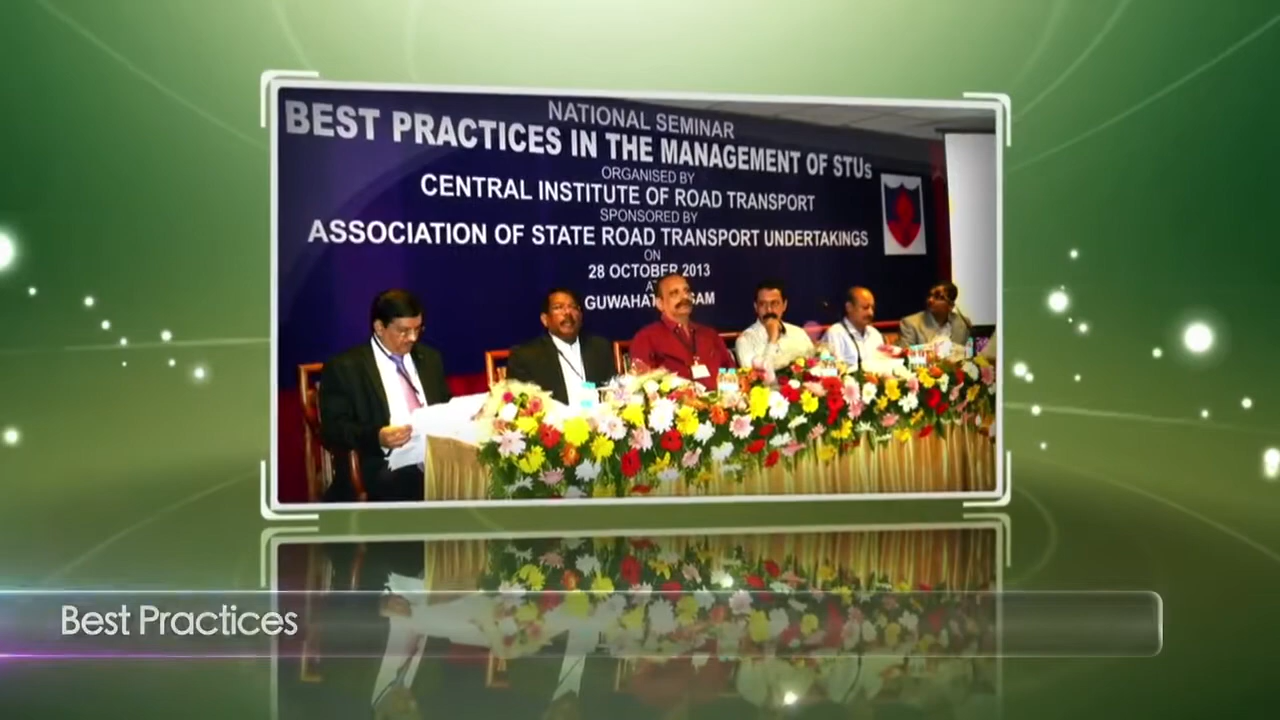 NATIONAL SEMINAR
BEST PRACTICES IN THE MANAGEMENT OF STUs
ORGANISED BY
CENTRAL INSTITUTE OF ROAD TRANSPORT
SPONSORED BY
ASSOCIATION OF STATE ROAD TRANSPORT UNDERTAKINGS
ON
28 OCTOBER 2013
Best Practices